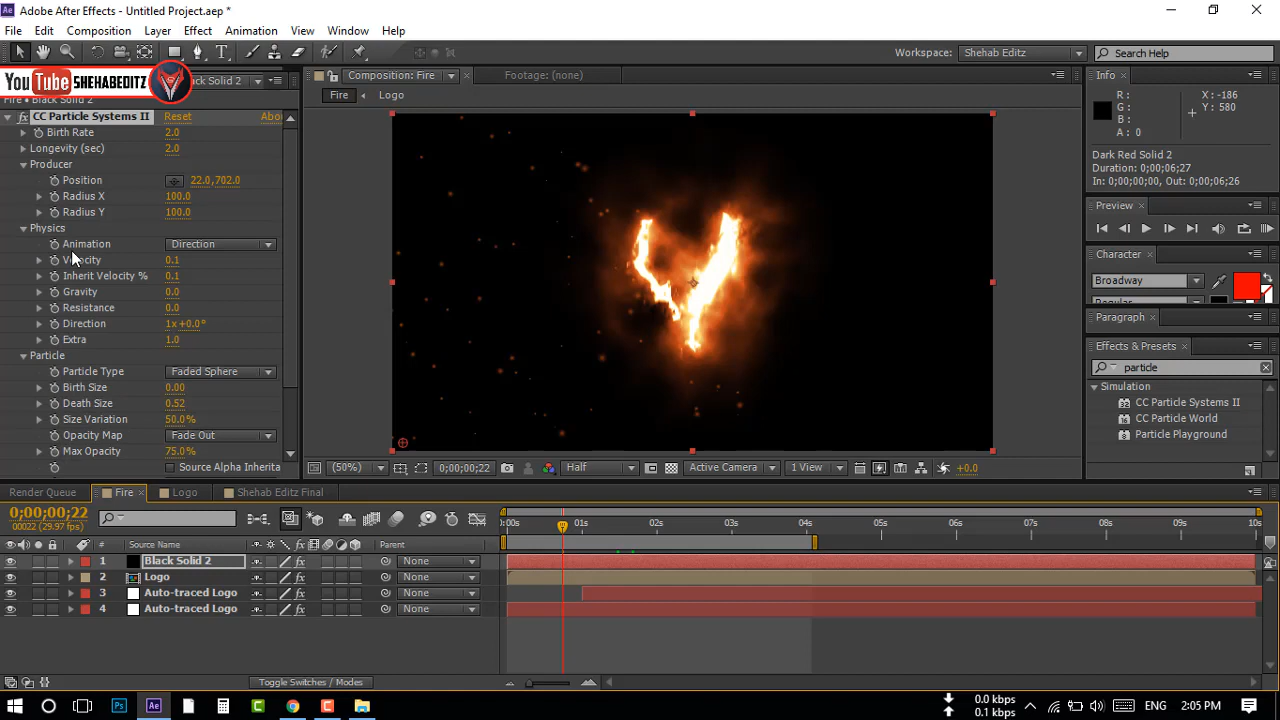 Adobe After Effects - Untitled Project.aep *
File Edit Composition Layer Effect Animation View Window Help
Workspace: Shehab Editz Search Help
You Tube SHEHABEDITZ Black Solid 2 Composition: Fire Footage: (none) Info
Fire • Black Solid 2 Fire Logo
CC Particle Systems II Reset Abo
Birth Rate 2.0
Longevity (sec) 2.0
Producer
Position 22.0,702.0
Radius X 100.0
Radius Y 100.0
Physics
Animation Direction
Velocity 0.1
Inherit Velocity % 0.1
Gravity 0.0
Resistance 0.0
Direction 1x+0.0°
Extra 1.0
Particle
Particle Type Faded Sphere
Birth Size 0.00
Death Size 0.52
Size Variation 50.0%
Opacity Map Fade Out
Max Opacity 75.0%
Source Alpha Inherita
(50%) 0;00;00;22 Half Active Camera 1 View +0.0
R: X: -186
G: Y: 580
B:
A: 0
Dark Red Solid 2
Duration: 0;00;06;27
In: 0;00;00;00, Out: 0;00;06;26
Preview
Character
Broadway
Regular
Paragraph
Effects & Presets
particle
Simulation
CC Particle Systems II
CC Particle World
Particle Playground
Render Queue Fire Logo Shehab Editz Final
0;00;00;22
00022 (29.97 fps)
0:00s 01s 02s 03s 04s 05s 06s 07s 08s 09s 10s
# Source Name Parent
1 Black Solid 2 None
2 Logo None
3 Auto-traced Logo None
4 Auto-traced Logo None
Toggle Switches / Modes
Ps Ae 0.0 kbps ENG 2:05 PM
0.1 kbps